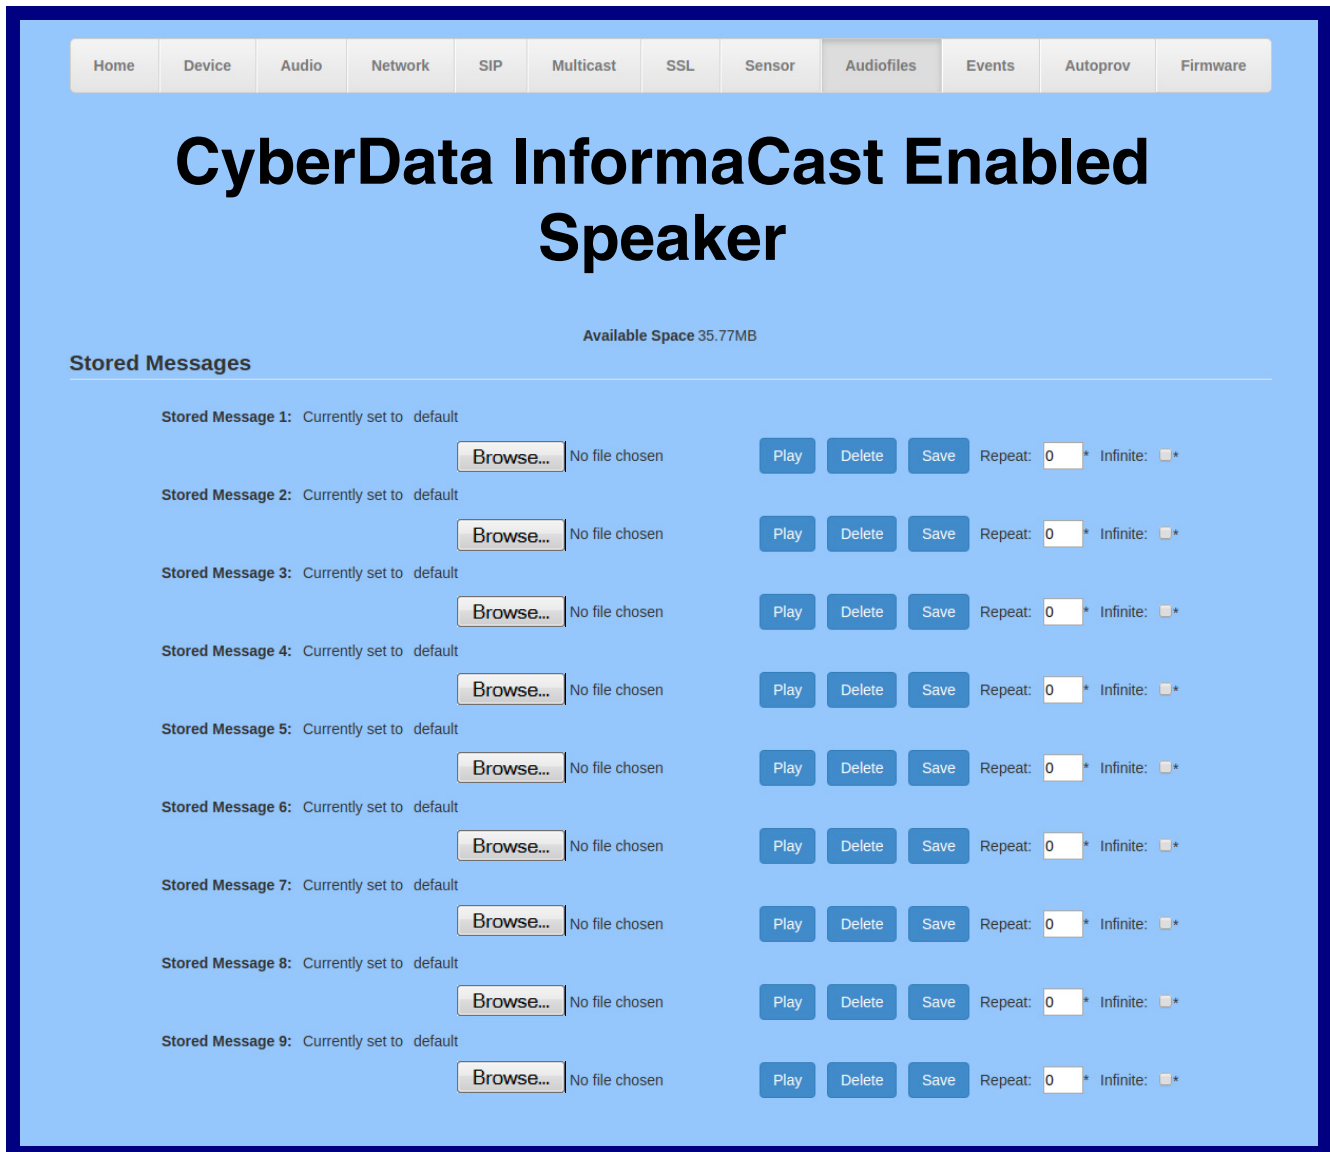 Home Device Audio Network SIP Multicast SSL Sensor Audiofiles Events Autoprov Firmware
CyberData InformaCast Enabled
Speaker
Available Space 35.77MB
Stored Messages
Stored Message 1: Currently set to default
Browse... No file chosen Play Delete Save Repeat: 0 * Infinite: *
Stored Message 2: Currently set to default
Browse... No file chosen Play Delete Save Repeat: 0 * Infinite: *
Stored Message 3: Currently set to default
Browse... No file chosen Play Delete Save Repeat: 0 * Infinite: *
Stored Message 4: Currently set to default
Browse... No file chosen Play Delete Save Repeat: 0 * Infinite: *
Stored Message 5: Currently set to default
Browse... No file chosen Play Delete Save Repeat: 0 * Infinite: *
Stored Message 6: Currently set to default
Browse... No file chosen Play Delete Save Repeat: 0 * Infinite: *
Stored Message 7: Currently set to default
Browse... No file chosen Play Delete Save Repeat: 0 * Infinite: *
Stored Message 8: Currently set to default
Browse... No file chosen Play Delete Save Repeat: 0 * Infinite: *
Stored Message 9: Currently set to default
Browse... No file chosen Play Delete Save Repeat: 0 * Infinite: *